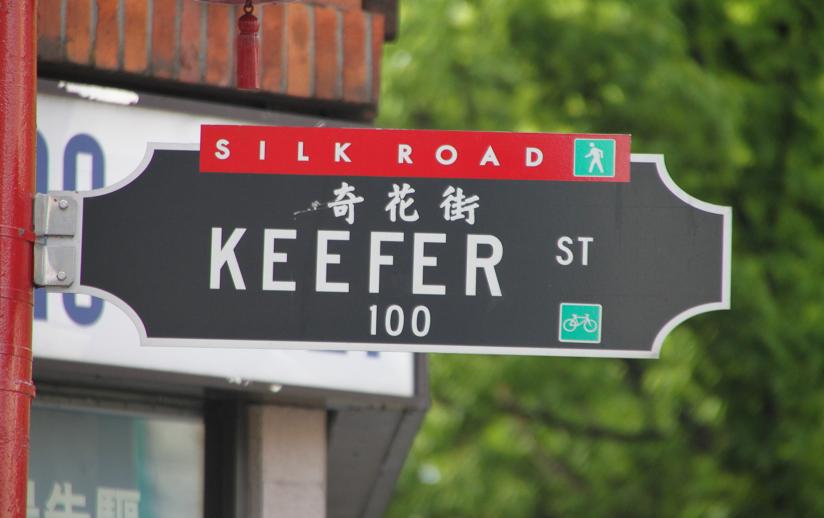 SILK ROAD
奇花街
KEEFER ST
100